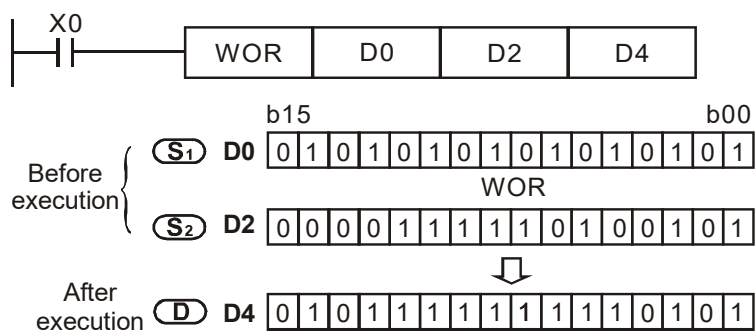 X0
WOR D0 D2 D4
b15 b00
Before execution
S1 D0 0 1 0 1 0 1 0 1 0 1 0 1 0 1 0 1
WOR
S2 D2 0 0 0 0 1 1 1 1 1 0 1 0 0 1 0 1
After execution
D D4 0 1 0 1 1 1 1 1 1 1 1 1 0 1 0 1